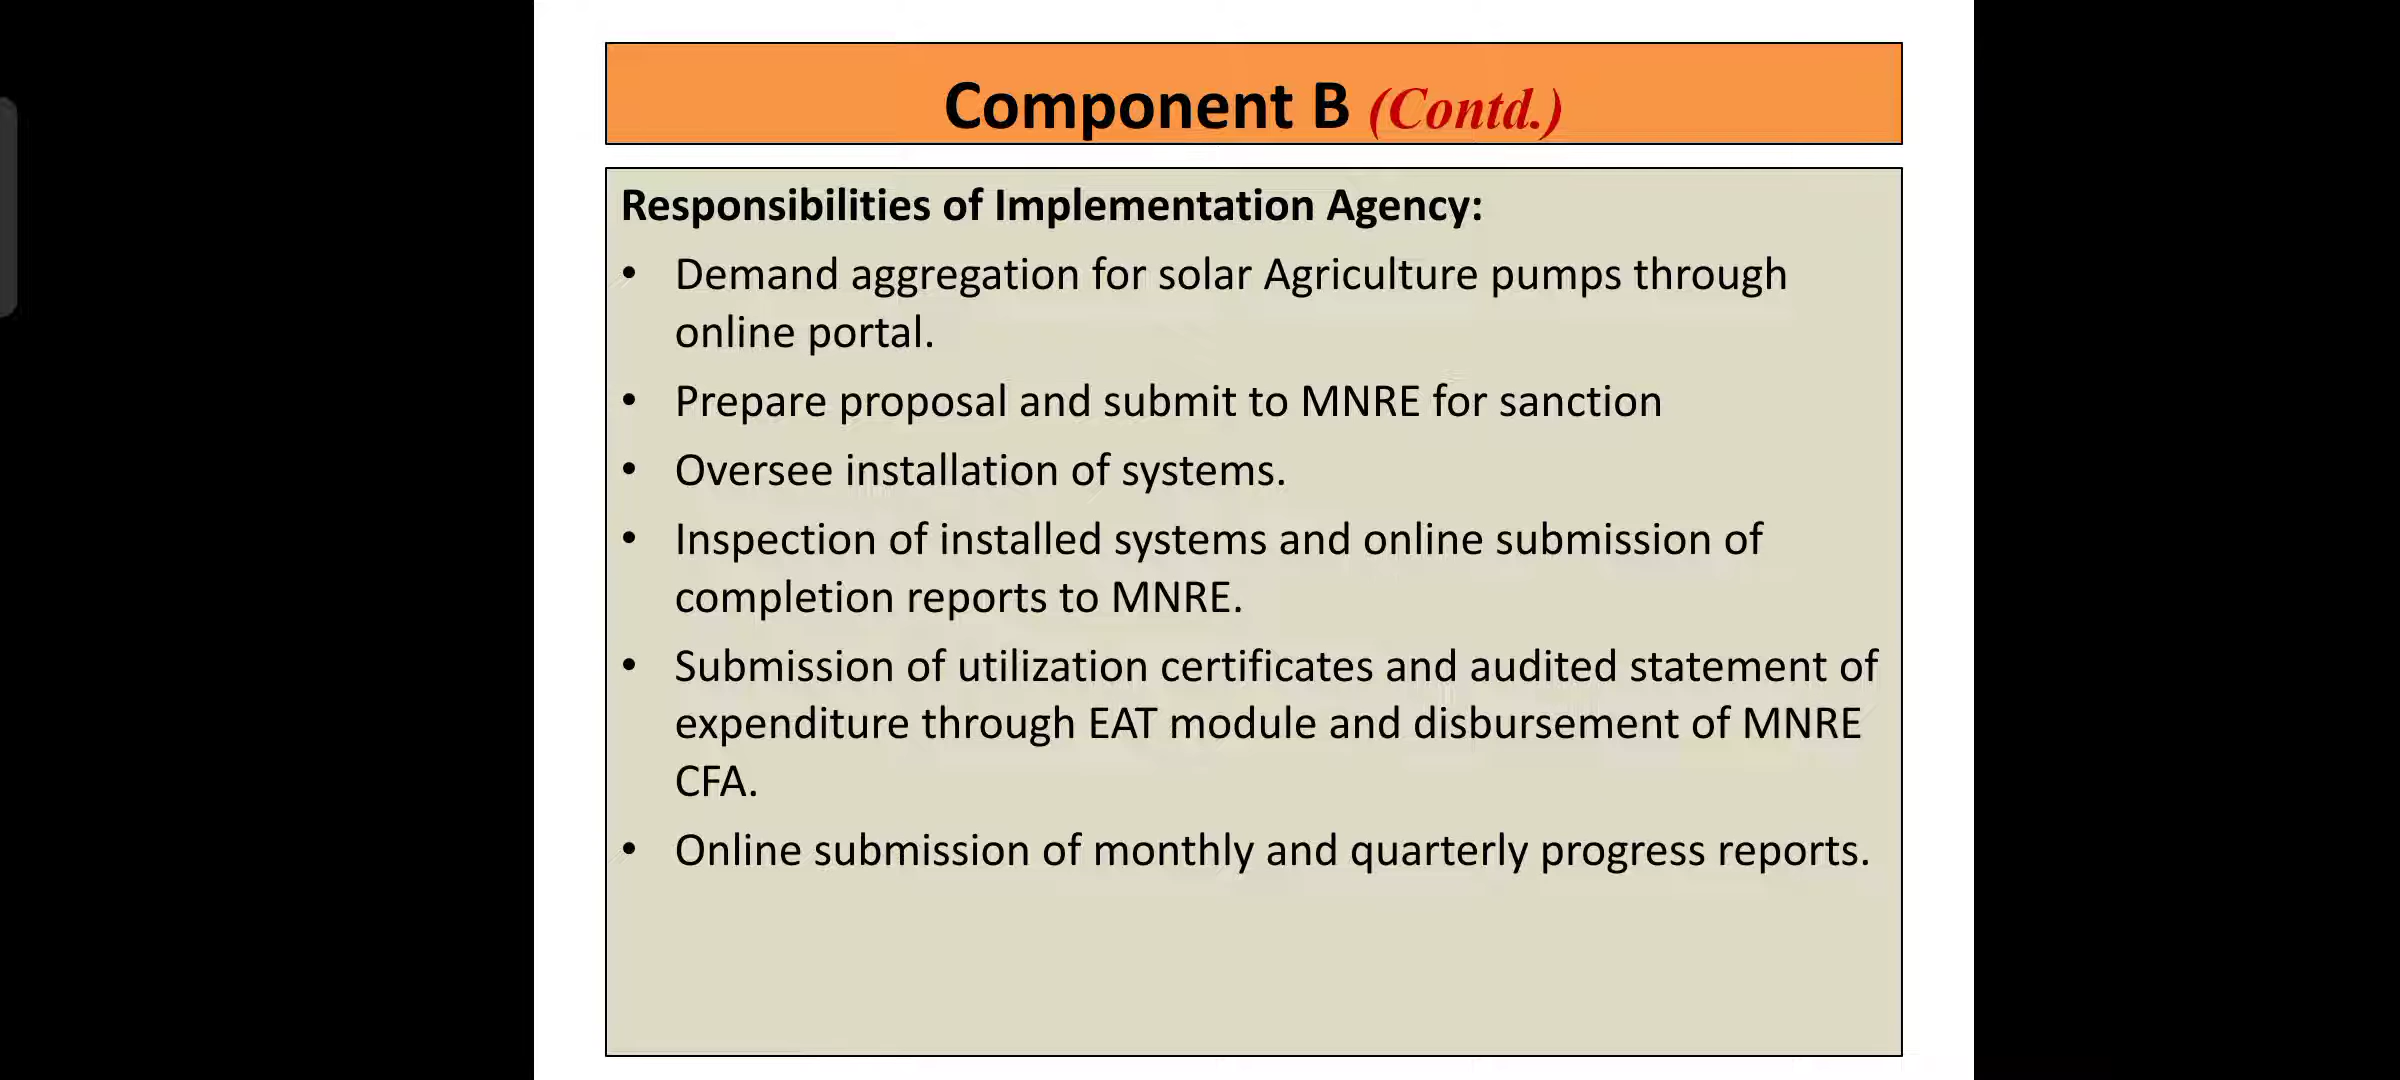 Component B (Contd.)
Responsibilities of Implementation Agency:
• Demand aggregation for solar Agriculture pumps through
online portal.
• Prepare proposal and submit to MNRE for sanction
• Oversee installation of systems.
• Inspection of installed systems and online submission of
completion reports to MNRE.
• Submission of utilization certificates and audited statement of
expenditure through EAT module and disbursement of MNRE
CFA.
• Online submission of monthly and quarterly progress reports.